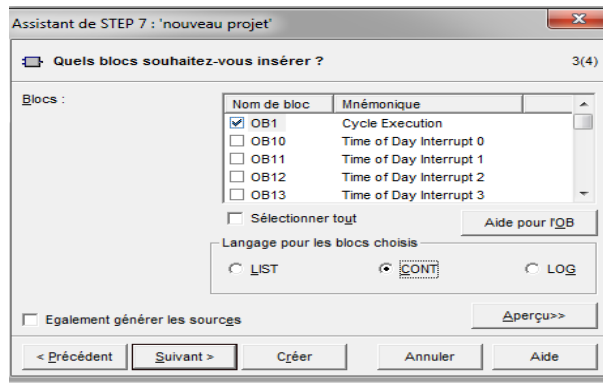 Assistant de STEP 7 : 'nouveau projet'
Quels blocs souhaitez-vous insérer ? 3(4)
Blocs :
Nom de bloc Mnémonique
OB1 Cycle Execution
OB10 Time of Day Interrupt 0
OB11 Time of Day Interrupt 1
OB12 Time of Day Interrupt 2
OB13 Time of Day Interrupt 3
Sélectionner tout Aide pour l'OB
Langage pour les blocs choisis
LIST CONT LOG
Egalement générer les sources Aperçu>>
< Précédent Suivant > Créer Annuler Aide